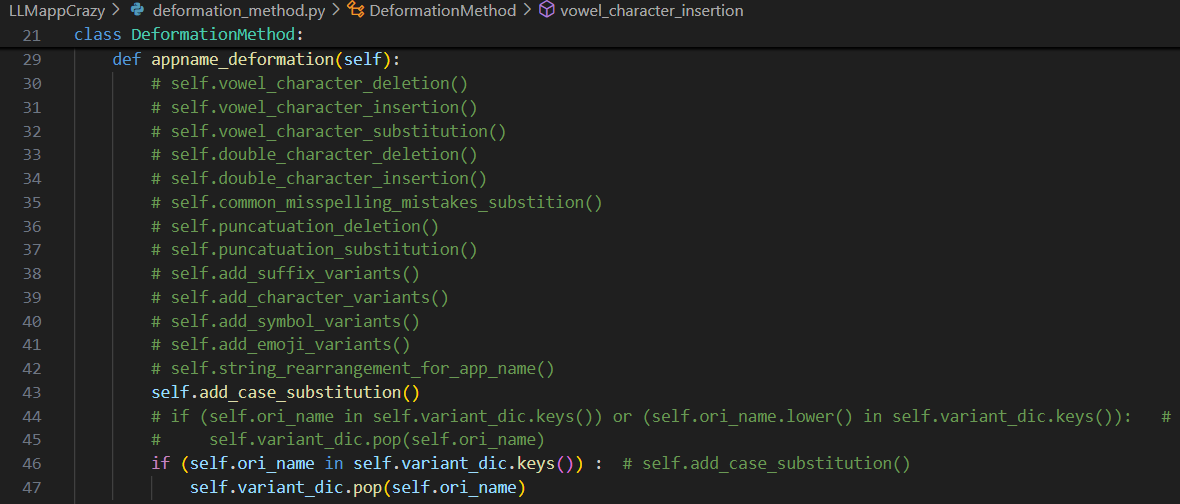 LLMappCrazy > deformation_method.py > DeformationMethod > vowel_character_insertion
21 class DeformationMethod:
29 def appname_deformation(self):
30 # self.vowel_character_deletion()
31 # self.vowel_character_insertion()
32 # self.vowel_character_substitution()
33 # self.double_character_deletion()
34 # self.double_character_insertion()
35 # self.common_misspelling_mistakes_substition()
36 # self.puncatuation_deletion()
37 # self.puncatuation_substitution()
38 # self.add_suffix_variants()
39 # self.add_character_variants()
40 # self.add_symbol_variants()
41 # self.add_emoji_variants()
42 # self.string_rearrangement_for_app_name()
43 self.add_case_substitution()
44 # if (self.ori_name in self.variant_dic.keys()) or (self.ori_name.lower() in self.variant_dic.keys()): #
45 # self.variant_dic.pop(self.ori_name)
46 if (self.ori_name in self.variant_dic.keys()) : # self.add_case_substitution()
47 self.variant_dic.pop(self.ori_name)